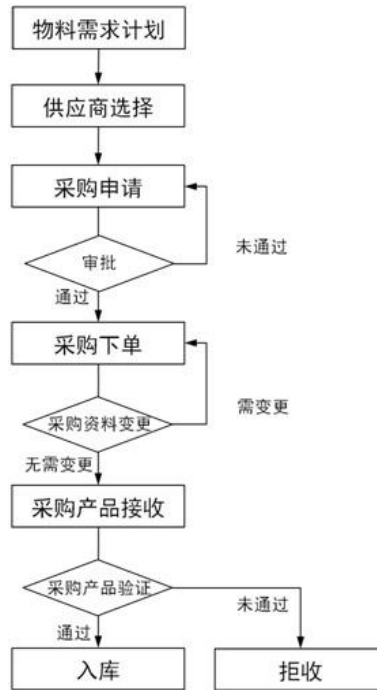 物料需求计划
供应商选择
采购申请
未通过
审批
通过
采购下单
需变更
采购资料变更
无需变更
采购产品接收
采购产品验证
未通过
通过
入库
拒收